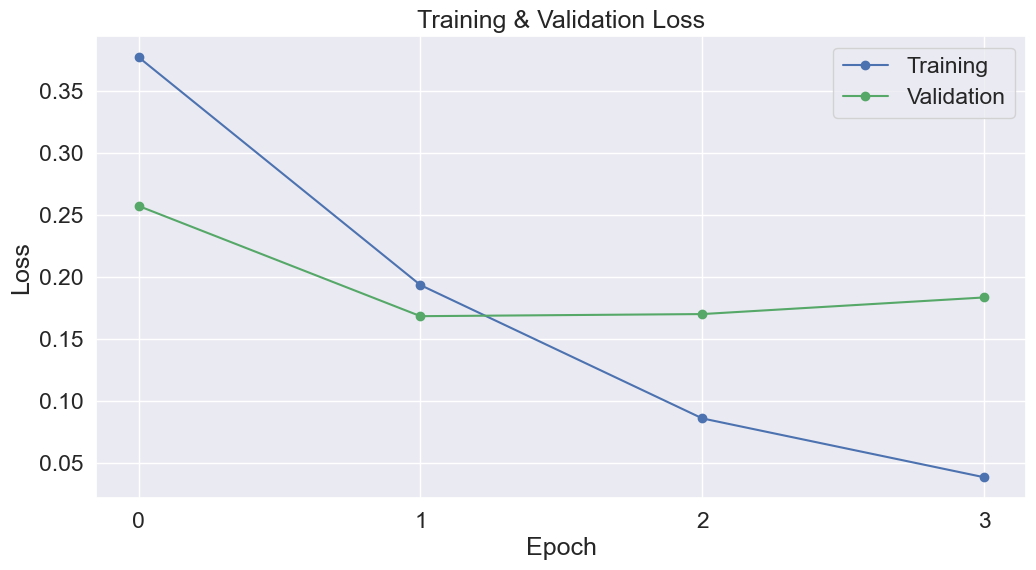 Training & Validation Loss
Training
Validation
Loss
0.35
0.30
0.25
0.20
0.15
0.10
0.05
0 1 2 3
Epoch